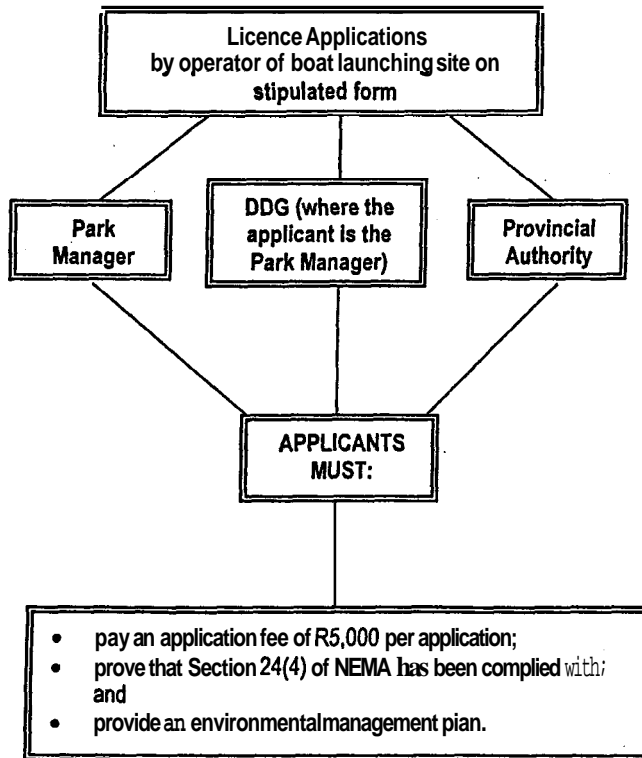 Licence Applications
by operator of boat launching site on
stipulated form
Park
Manager
DDG (where the
applicant is the
Park Manager)
Provincial
Authority
APPLICANTS
MUST:
• pay an application fee of R5,000 per application;
• prove that Section 24(4) of NEMA has been complied with;
and
• provide an environmental management plan.